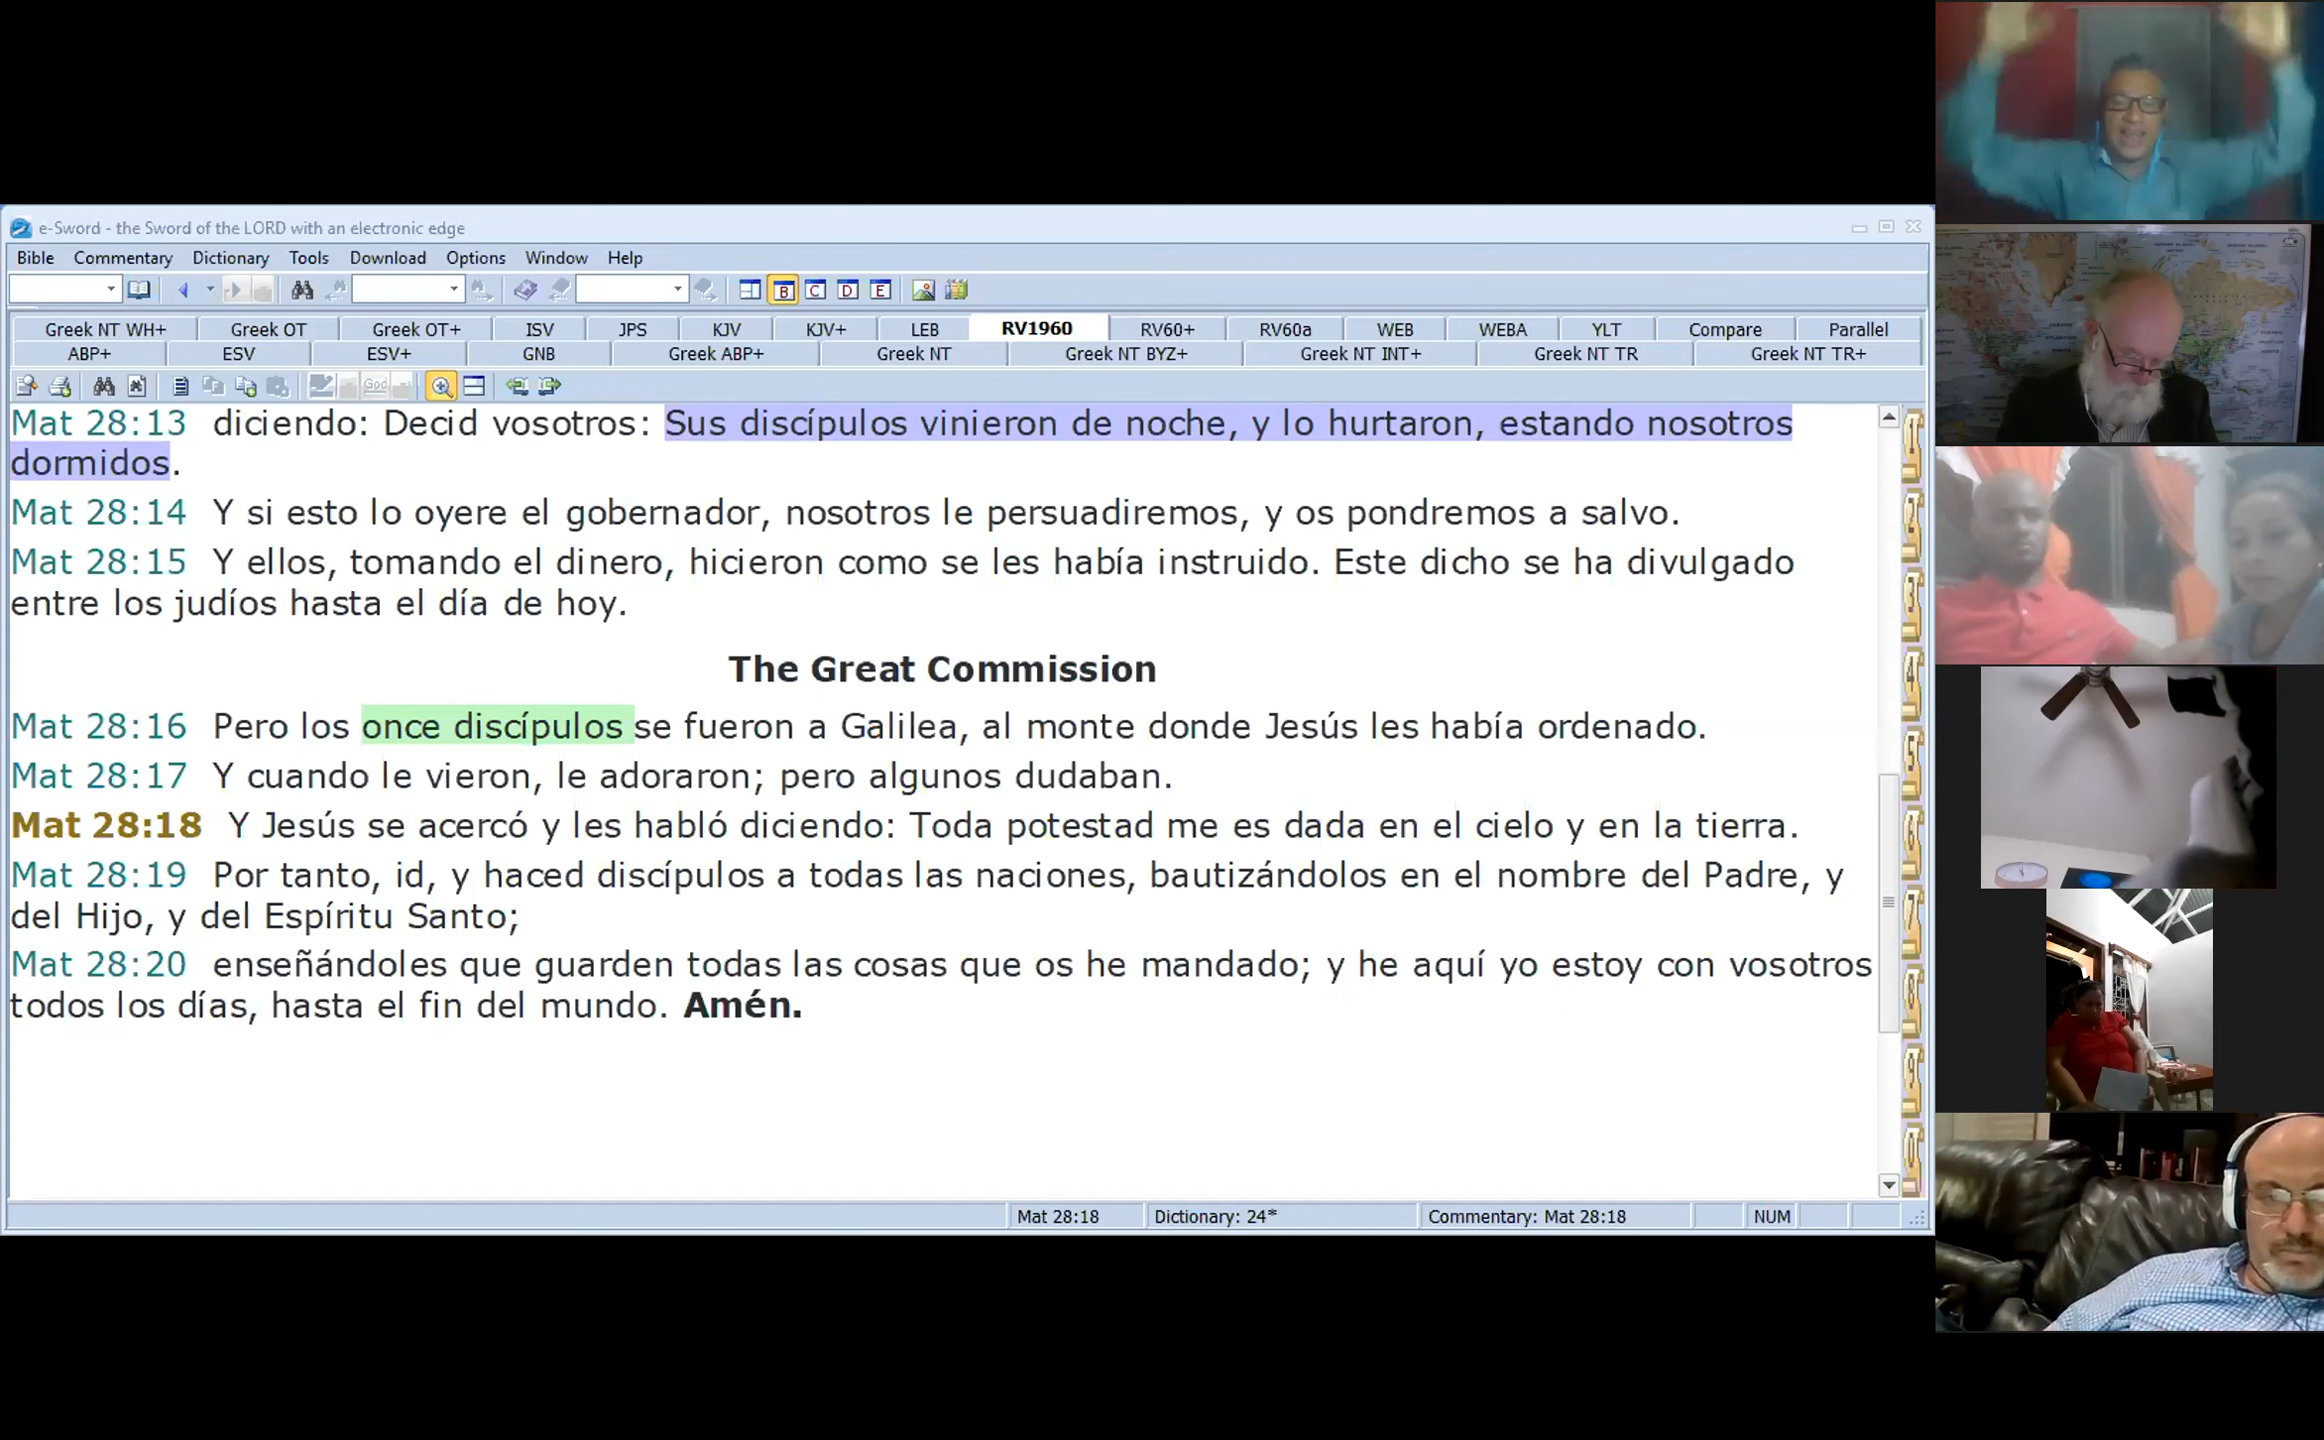 e-Sword - the Sword of the LORD with an electronic edge
Bible Commentary Dictionary Tools Download Options Window Help
B C D E
Greek NT WH+ Greek OT Greek OT+ ISV JPS KJV KJV+ LEB RV1960 RV60+ RV60a WEB WEBA YLT Compare Parallel
ABP+ ESV ESV+ GNB Greek ABP+ Greek NT Greek NT BYZ+ Greek NT INT+ Greek NT TR Greek NT TR+
God
Mat 28:13 diciendo: Decid vosotros: Sus discípulos vinieron de noche, y lo hurtaron, estando nosotros
dormidos.
Mat 28:14 Y si esto lo oyere el gobernador, nosotros le persuadiremos, y os pondremos a salvo.
Mat 28:15 Y ellos, tomando el dinero, hicieron como se les había instruido. Este dicho se ha divulgado
entre los judíos hasta el día de hoy.
The Great Commission
Mat 28:16 Pero los once discípulos se fueron a Galilea, al monte donde Jesús les había ordenado.
Mat 28:17 Y cuando le vieron, le adoraron; pero algunos dudaban.
Mat 28:18 Y Jesús se acercó y les habló diciendo: Toda potestad me es dada en el cielo y en la tierra.
Mat 28:19 Por tanto, id, y haced discípulos a todas las naciones, bautizándolos en el nombre del Padre, y
del Hijo, y del Espíritu Santo;
Mat 28:20 enseñándoles que guarden todas las cosas que os he mandado; y he aquí yo estoy con vosotros
todos los días, hasta el fin del mundo. Amén.
1
2
3
4
5
6
7
8
9
0
Mat 28:18 Dictionary: 24* Commentary: Mat 28:18 NUM